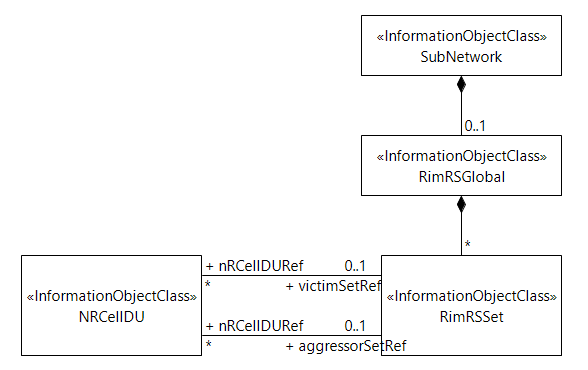 «InformationObjectClass»
SubNetwork
0..1
«InformationObjectClass»
RimRSGlobal
*
+ nRCellDURef 0..1
* + victimSetRef
«InformationObjectClass»
NRCellDU
«InformationObjectClass»
RimRSSet
+ nRCellDURef 0..1
* + aggressorSetRef